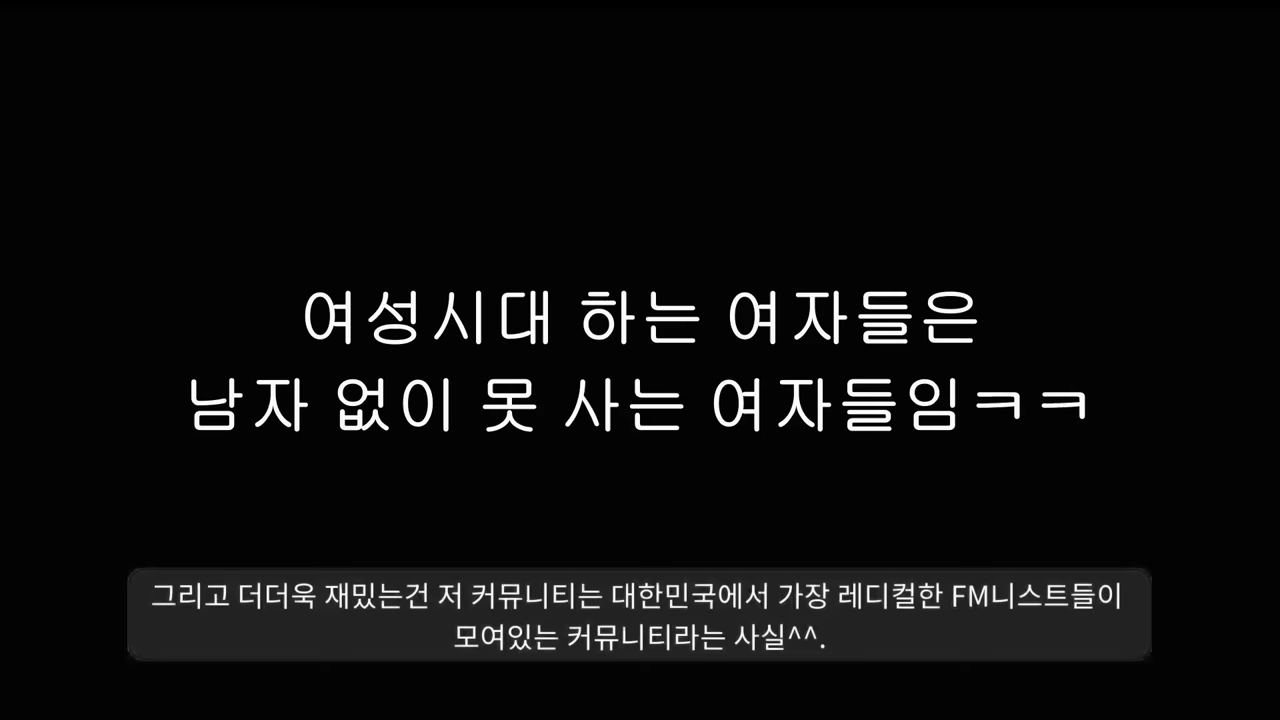 여성시대 하는 여자들은
남자 없이 못 사는 여자들임ㅋㅋ
그리고 더더욱 재밌는건 저 커뮤니티는 대한민국에서 가장 레디컬한 FM니스트들이
모여있는 커뮤니티라는 사실^^.